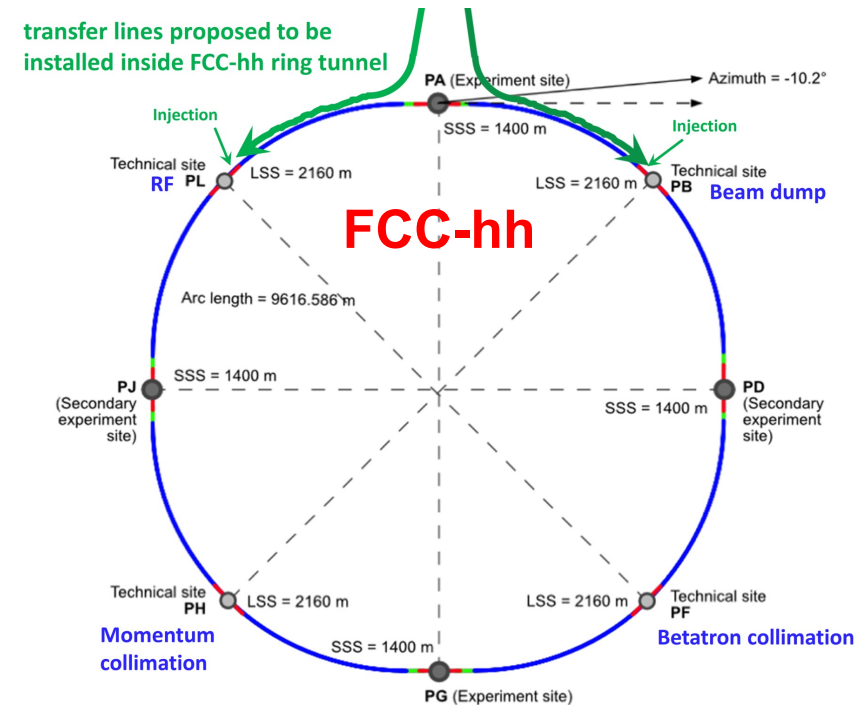 transfer lines proposed to be
installed inside FCC-hh ring tunnel
PA (Experiment site)
Azimuth = -10.2°
Injection
SSS = 1400 m
Injection
Technical site
PL
RF
LSS = 2160 m
LSS = 2160 m
Technical site
PB
Beam dump
FCC-hh
Arc length = 9616.586 m
PJ
(Secondary
experiment
site)
SSS = 1400 m
SSS = 1400 m
PD
(Secondary
experiment
site)
Technical site
PH
LSS = 2160 m
Momentum
collimation
LSS = 2160 m
Technical site
PF
Betatron collimation
SSS = 1400 m
PG (Experiment site)